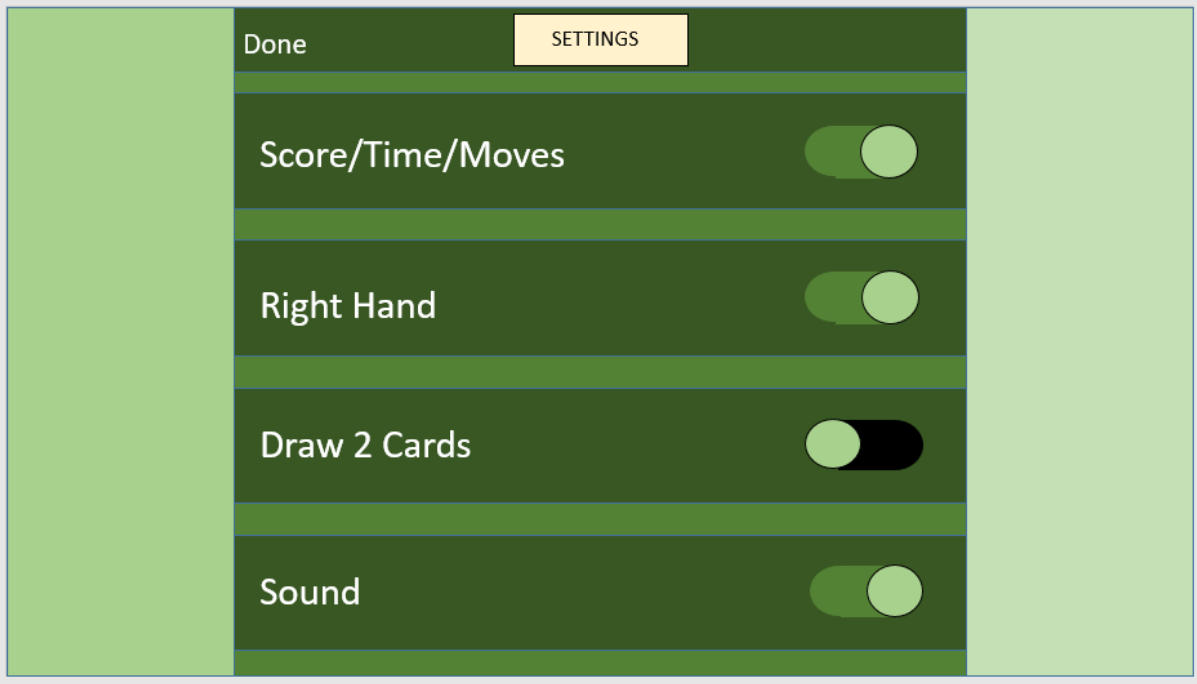 Done
SETTINGS
Score/Time/Moves
Right Hand
Draw 2 Cards
Sound